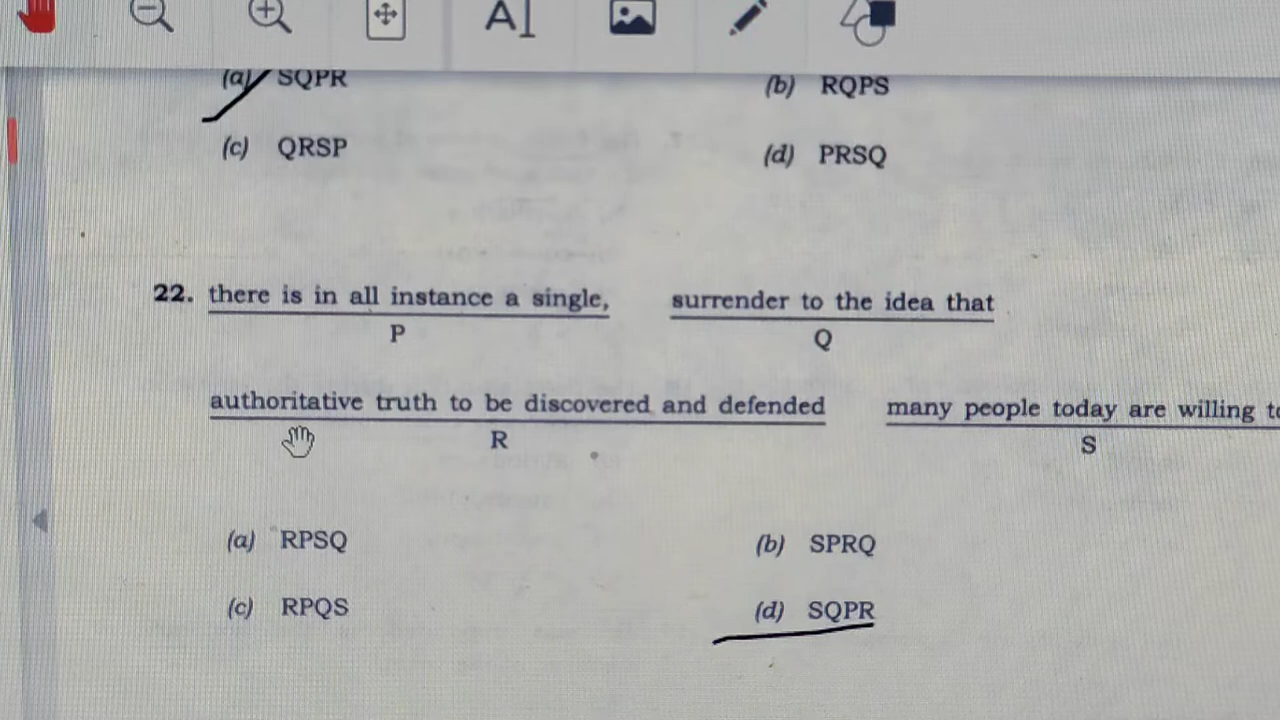 (a) SQPR (b) RQPS
(c) QRSP (d) PRSQ
22. there is in all instance a single, surrender to the idea that
P Q
authoritative truth to be discovered and defended many people today are willing
R S
(a) RPSQ (b) SPRQ
(c) RPQS (d) SQPR